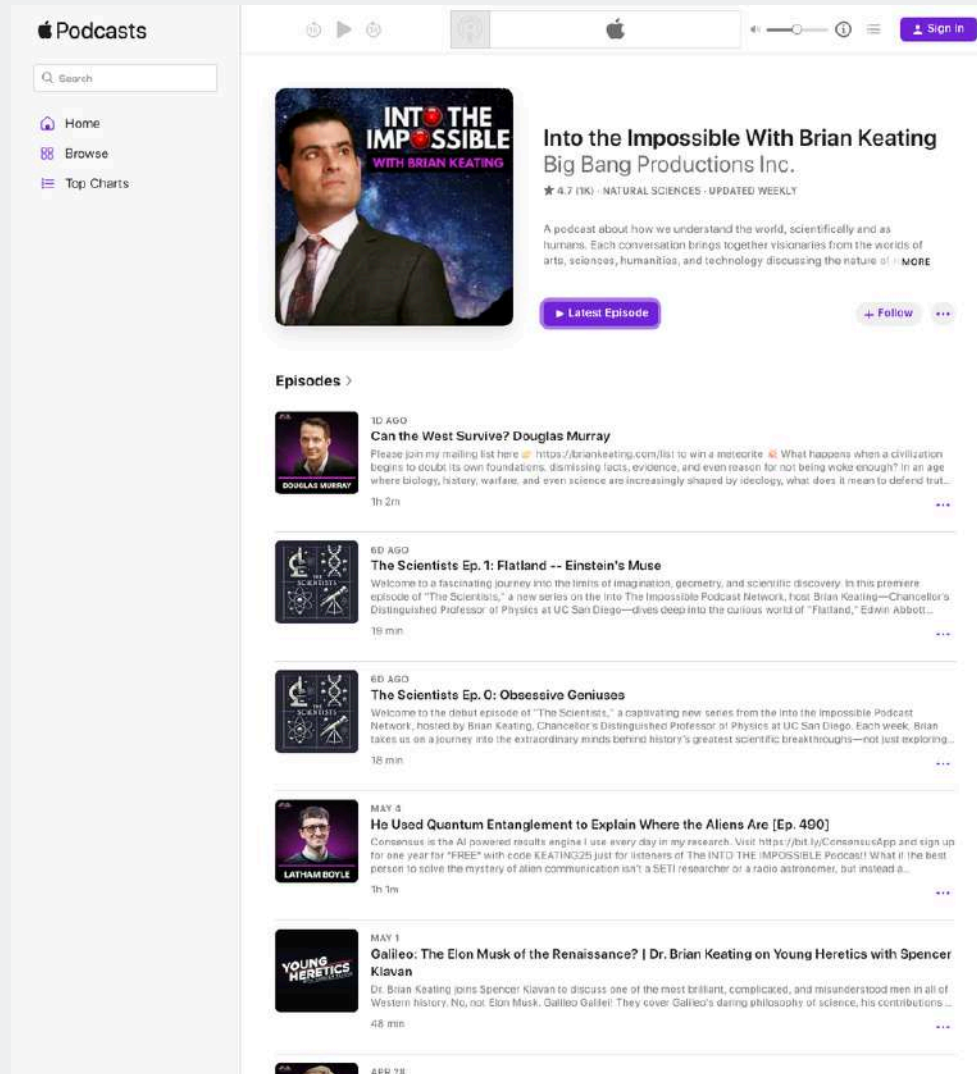 Podcasts
Search
Home
Browse
Top Charts
Sign In
INTO THE
IMPOSSIBLE
WITH BRIAN KEATING
Into the Impossible With Brian Keating
Big Bang Productions Inc.
★ 4.7 (1K) · NATURAL SCIENCES · UPDATED WEEKLY
A podcast about how we understand the world, scientifically and as
humans. Each conversation brings together visionaries from the worlds of
arts, sciences, humanities, and technology discussing the nature of MORE
Latest Episode
+ Follow
Episodes
DOUGLAS MURRAY
1D AGO
Can the West Survive? Douglas Murray
Please join my mailing list here 👉 https://briankeating.com/list to win a meteorite 💥 What happens when a civilization
begins to doubt its own foundations, dismissing facts, evidence, and even reason for not being woke enough? In an age
where biology, history, warfare, and even science are increasingly shaped by ideology, what does it mean to defend trut...
1h 2m
THE
SCIENTISTS
6D AGO
The Scientists Ep. 1: Flatland -- Einstein's Muse
Welcome to a fascinating journey into the limits of imagination, geometry, and scientific discovery. In this premiere
episode of "The Scientists," a new series on the Into The Impossible Podcast Network, host Brian Keating—Chancellor's
Distinguished Professor of Physics at UC San Diego—dives deep into the curious world of "Flatland," Edwin Abbott...
19 min
THE
SCIENTISTS
6D AGO
The Scientists Ep. 0: Obsessive Geniuses
Welcome to the debut episode of "The Scientists," a captivating new series from the Into the Impossible Podcast
Network, hosted by Brian Keating, Chancellor's Distinguished Professor of Physics at UC San Diego. Each week, Brian
takes us on a journey into the extraordinary minds behind history's greatest scientific breakthroughs—not just exploring...
18 min
LATHAM BOYLE
MAY 4
He Used Quantum Entanglement to Explain Where the Aliens Are [Ep. 490]
Consensus is the AI powered results engine I use every day in my research. Visit https://bit.ly/ConsensusApp and sign up
for one year for "FREE" with code KEATING25 just for listeners of The INTO THE IMPOSSIBLE Podcast! What if the best
person to solve the mystery of alien communication isn't a SETI researcher or a radio astronomer, but instead a...
1h 1m
YOUNG
HERETICS
MAY 1
Galileo: The Elon Musk of the Renaissance? | Dr. Brian Keating on Young Heretics with Spencer
Klavan
Dr. Brian Keating joins Spencer Klavan to discuss one of the most brilliant, complicated, and misunderstood men in all of
Western history. No, not Elon Musk. Galileo Galilei! They cover Galileo's daring philosophy of science, his contributions ...
48 min
APR 28